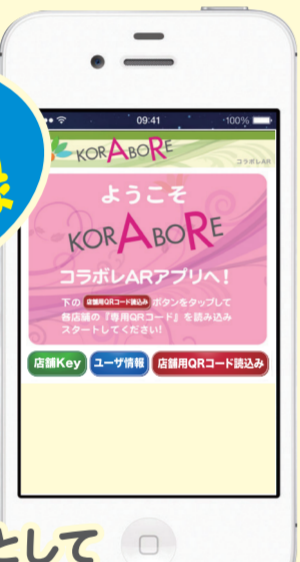 09:41
100%
KORABORE
コラボレAR
ようこそ
KORABORE
コラボレARアプリへ!
下の 店舗用QRコード読込み ボタンをタップして
各店舗の『専用QRコード』を読み込み
スタートしてください!
店舗Key ユーザ情報 店舗用QRコード読込み
として